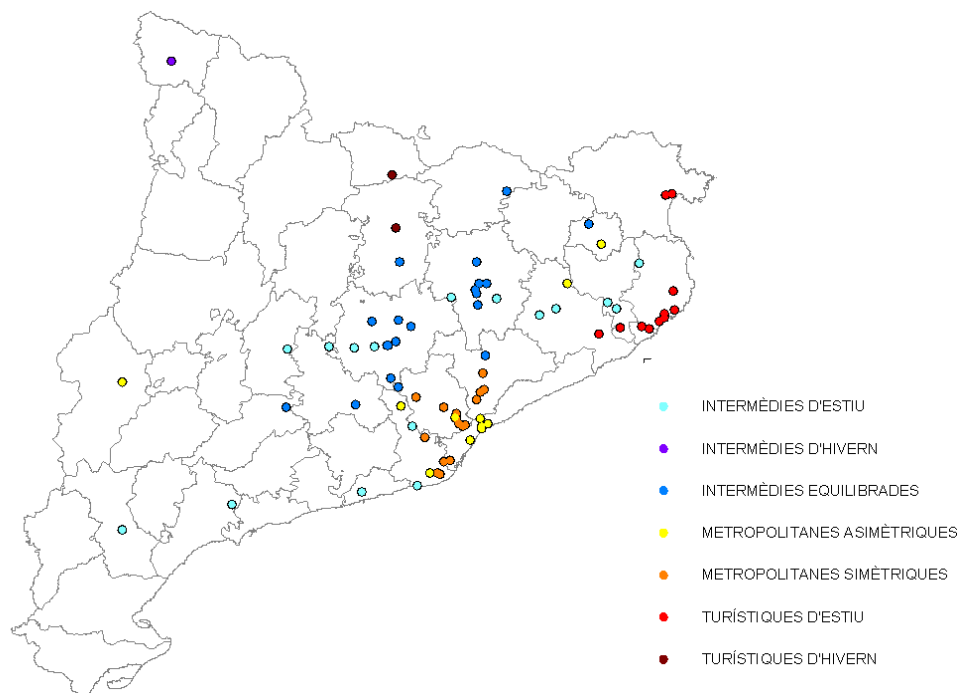 INTERMÈDIES D'ESTIU
INTERMÈDIES D'HIVERN
INTERMÈDIES EQUILIBRADES
METROPOLITANES ASIMÈTRIQUES
METROPOLITANES SIMÈTRIQUES
TURÍSTIQUES D'ESTIU
TURÍSTIQUES D'HIVERN